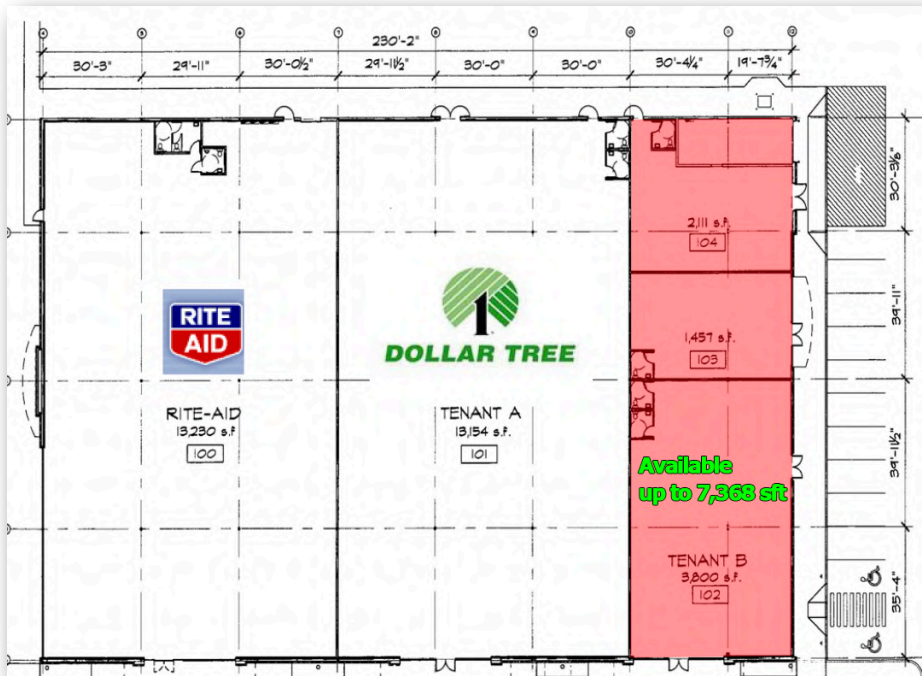 230'-2"
30'-3" 29'-11" 30'-0½" 29'-11½" 30'-0" 30'-0" 30'-4¼" 19'-7¾"
30'-3⅛"
2,111 s.f.
104
39'-11"
RITE
AID
1
DOLLAR TREE
1,457 s.f.
103
RITE-AID
13,230 s.f.
100
TENANT A
13,154 s.f.
101
39'-11½"
Available
up to 7,368 sft
TENANT B
3,800 s.f.
102
35'-4"